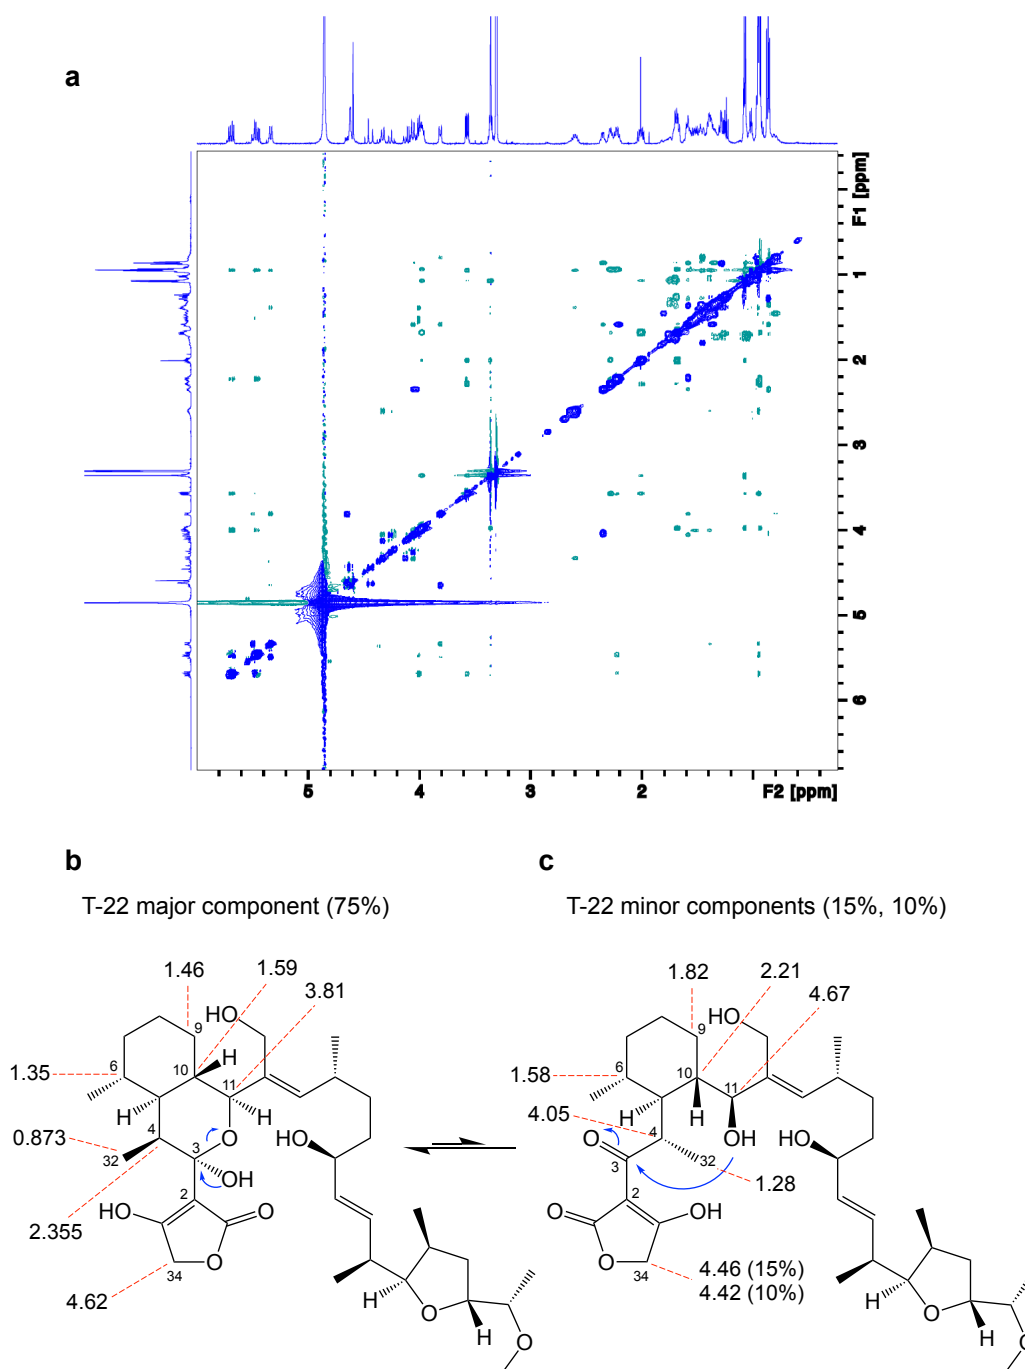 a
F1 [ppm]
1
2
3
4
5
6
5
4
3
2
F2 [ppm]
b
c
T-22 major component (75%)
T-22 minor components (15%, 10%)
1.46
1.59
3.81
HO
9
10
H
11
6
1.35
H
H
4
O
0.873
32
3
OH
2
HO
O
O
34
2.355
4.62
HO
O
H
H
O
1.82
2.21
4.67
HO
9
10
11
6
1.58
H
H
4.05
4
OH
O
3
32
1.28
2
O
OH
O
34
4.46 (15%)
4.42 (10%)
HO
O
H
H
O